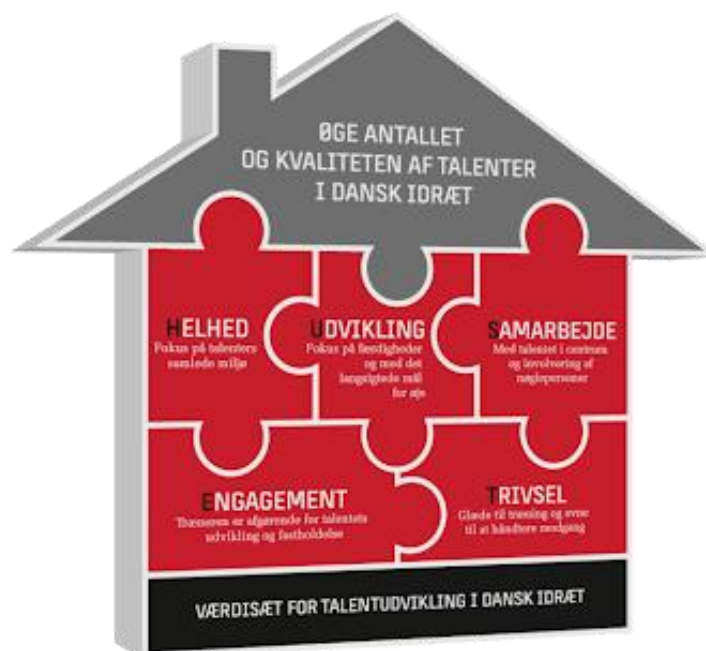 ØGE ANTALLET
OG KVALITETEN AF TALENTER
I DANSK IDRÆT
HELHED
Fokus på talenters
samlede miljø
UDVIKLING
Fokus på færdigheder
og med det
langsigtede mål
for øje
SAMARBEJDE
Med talentet i centrum
og involvering af
nøglepersoner
ENGAGEMENT
Træneren er afgørende for talentets
udvikling og fastholdelse
TRIVSEL
Glæde til træning og evne
til at håndtere modgang
VÆRDISÆT FOR TALENTUDVIKLING I DANSK IDRÆT